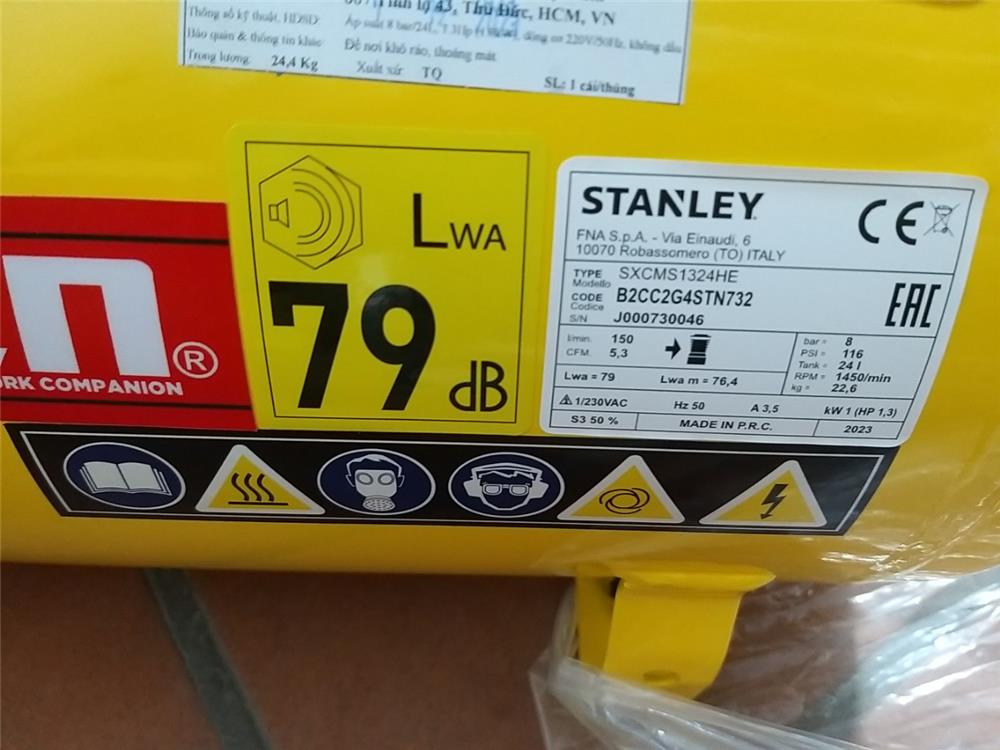 Tỉnh lộ 43, Thủ Đức, HCM, VN
Thông số kỹ thuật, HDSD: Áp suất 8 bar/24L, 1.3Hp động cơ 220V/50Hz, không dầu
Bảo quản & thông tin khác Để nơi khô ráo, thoáng mát
Trọng lượng 24,4 Kg Xuất xứ TQ SL: 1 cái/thùng
LWA
79 dB
n®
RK COMPANION
STANLEY
CE
FNA S.p.A. - Via Einaudi, 6
10070 Robassomero (TO) ITALY
TYPE Modello SXCMS1324HE
CODE Codice B2CC2G4STN732
S/N J000730046
EAC
l/min. 150
CFM. 5,3
bar = 8
PSI = 116
Tank = 24 l
RPM = 1450/min
kg = 22,6
Lwa = 79 Lwa m = 76,4
1/230VAC Hz 50 A 3,5 kW 1 (HP 1,3)
S3 50 % MADE IN P.R.C. 2023